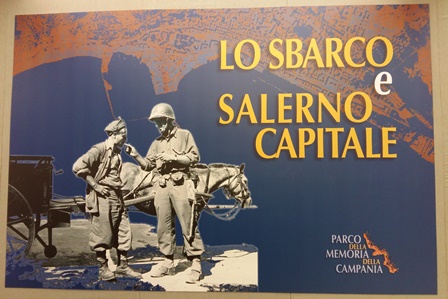 LO SBARCO
e
SALERNO
CAPITALE
PARCO
DELLA
MEMORIA
DELLA
CAMPANIA